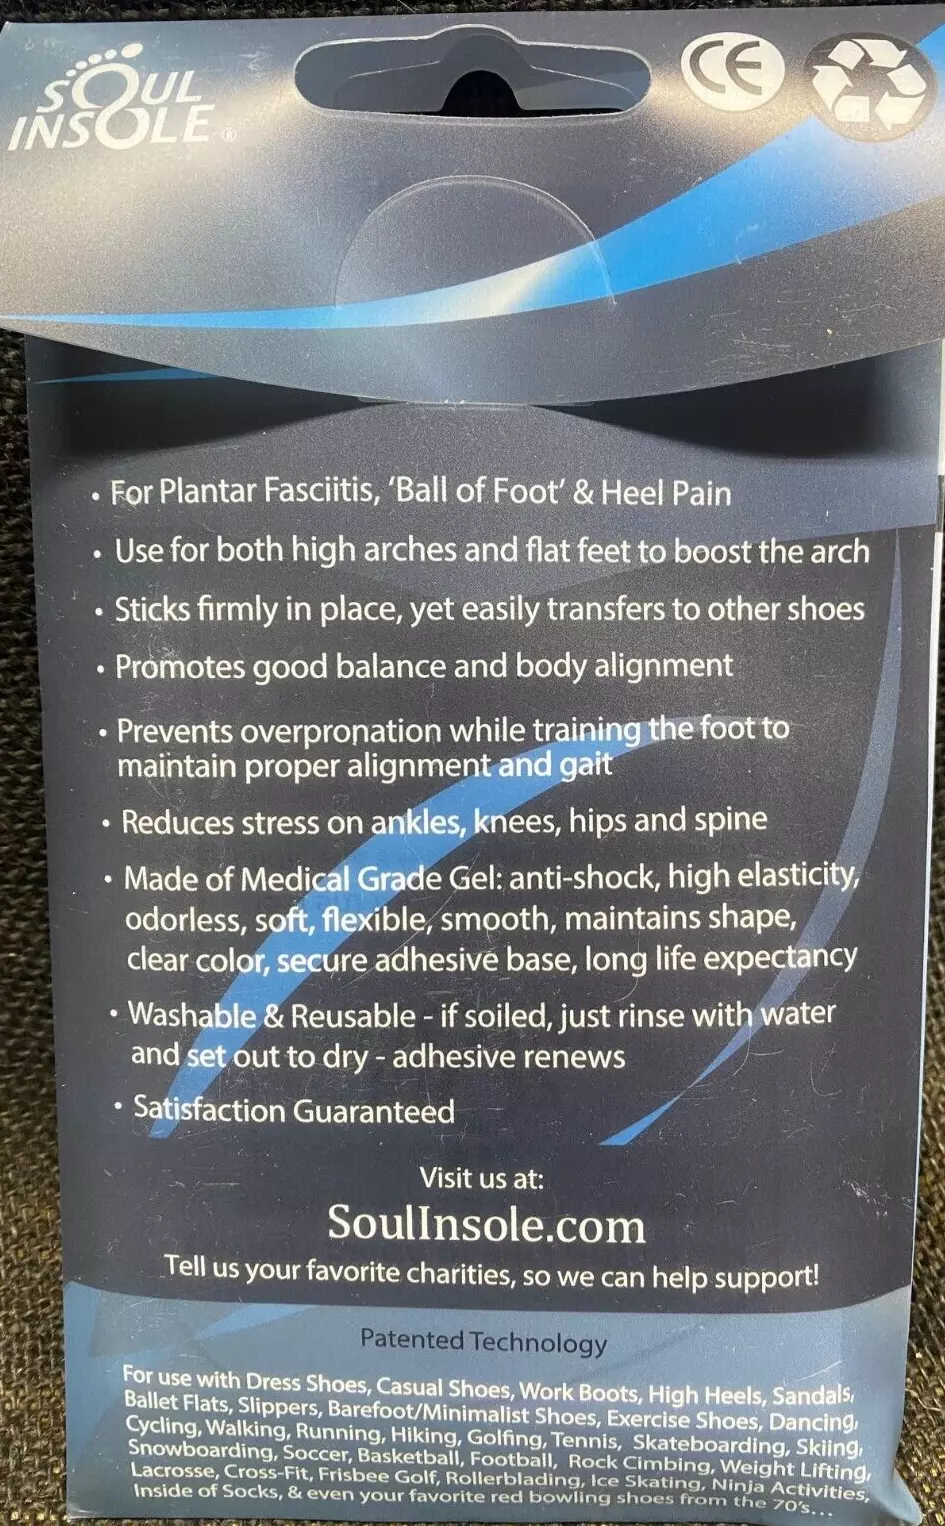 SOUL
INSOLE®
CE
• For Plantar Fasciitis, ‘Ball of Foot’ & Heel Pain
• Use for both high arches and flat feet to boost the arch
• Sticks firmly in place, yet easily transfers to other shoes
• Promotes good balance and body alignment
• Prevents overpronation while training the foot to
maintain proper alignment and gait
• Reduces stress on ankles, knees, hips and spine
• Made of Medical Grade Gel: anti-shock, high elasticity,
odorless, soft, flexible, smooth, maintains shape,
clear color, secure adhesive base, long life expectancy
• Washable & Reusable - if soiled, just rinse with water
and set out to dry - adhesive renews
• Satisfaction Guaranteed
Visit us at:
SoulInsole.com
Tell us your favorite charities, so we can help support!
Patented Technology
For use with Dress Shoes, Casual Shoes, Work Boots, High Heels, Sandals,
Ballet Flats, Slippers, Barefoot/Minimalist Shoes, Exercise Shoes, Dancing,
Cycling, Walking, Running, Hiking, Golfing, Tennis, Skateboarding, Skiing,
Snowboarding, Soccer, Basketball, Football, Rock Cimbing, Weight Lifting,
Lacrosse, Cross-Fit, Frisbee Golf, Rollerblading, Ice Skating, Ninja Activities,
Inside of Socks, & even your favorite red bowling shoes from the 70's...